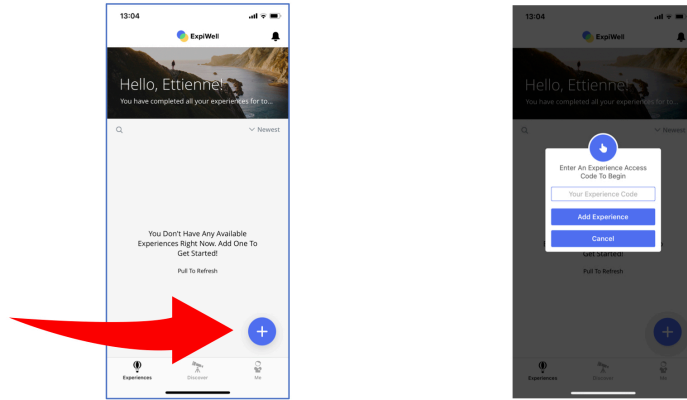 13:04
ExpiWell
Hello, Ettienne!
You have completed all your experiences for to...
Newest
You Don't Have Any Available
Experiences Right Now. Add One To
Get Started!
Pull To Refresh
Experiences
Discover
Me
13:04
ExpiWell
Hello, Ettienne!
You have completed all your experiences for to...
Newest
Enter An Experience Access
Code To Begin
Your Experience Code
Add Experience
Cancel
Get Started!
Pull To Refresh
Experiences
Discover
Me